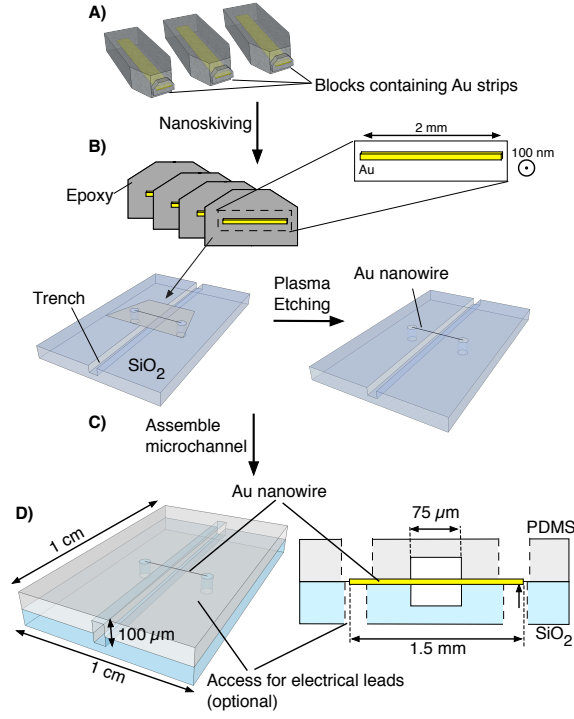 A)
Blocks containing Au strips
Nanoskiving
B)
2 mm
Au
100 nm
Epoxy
Trench
SiO2
Plasma
Etching
Au nanowire
C)
Assemble
microchannel
D)
Au nanowire
1 cm
100 µm
1 cm
75 µm
PDMS
1.5 mm
SiO2
Access for electrical leads
(optional)